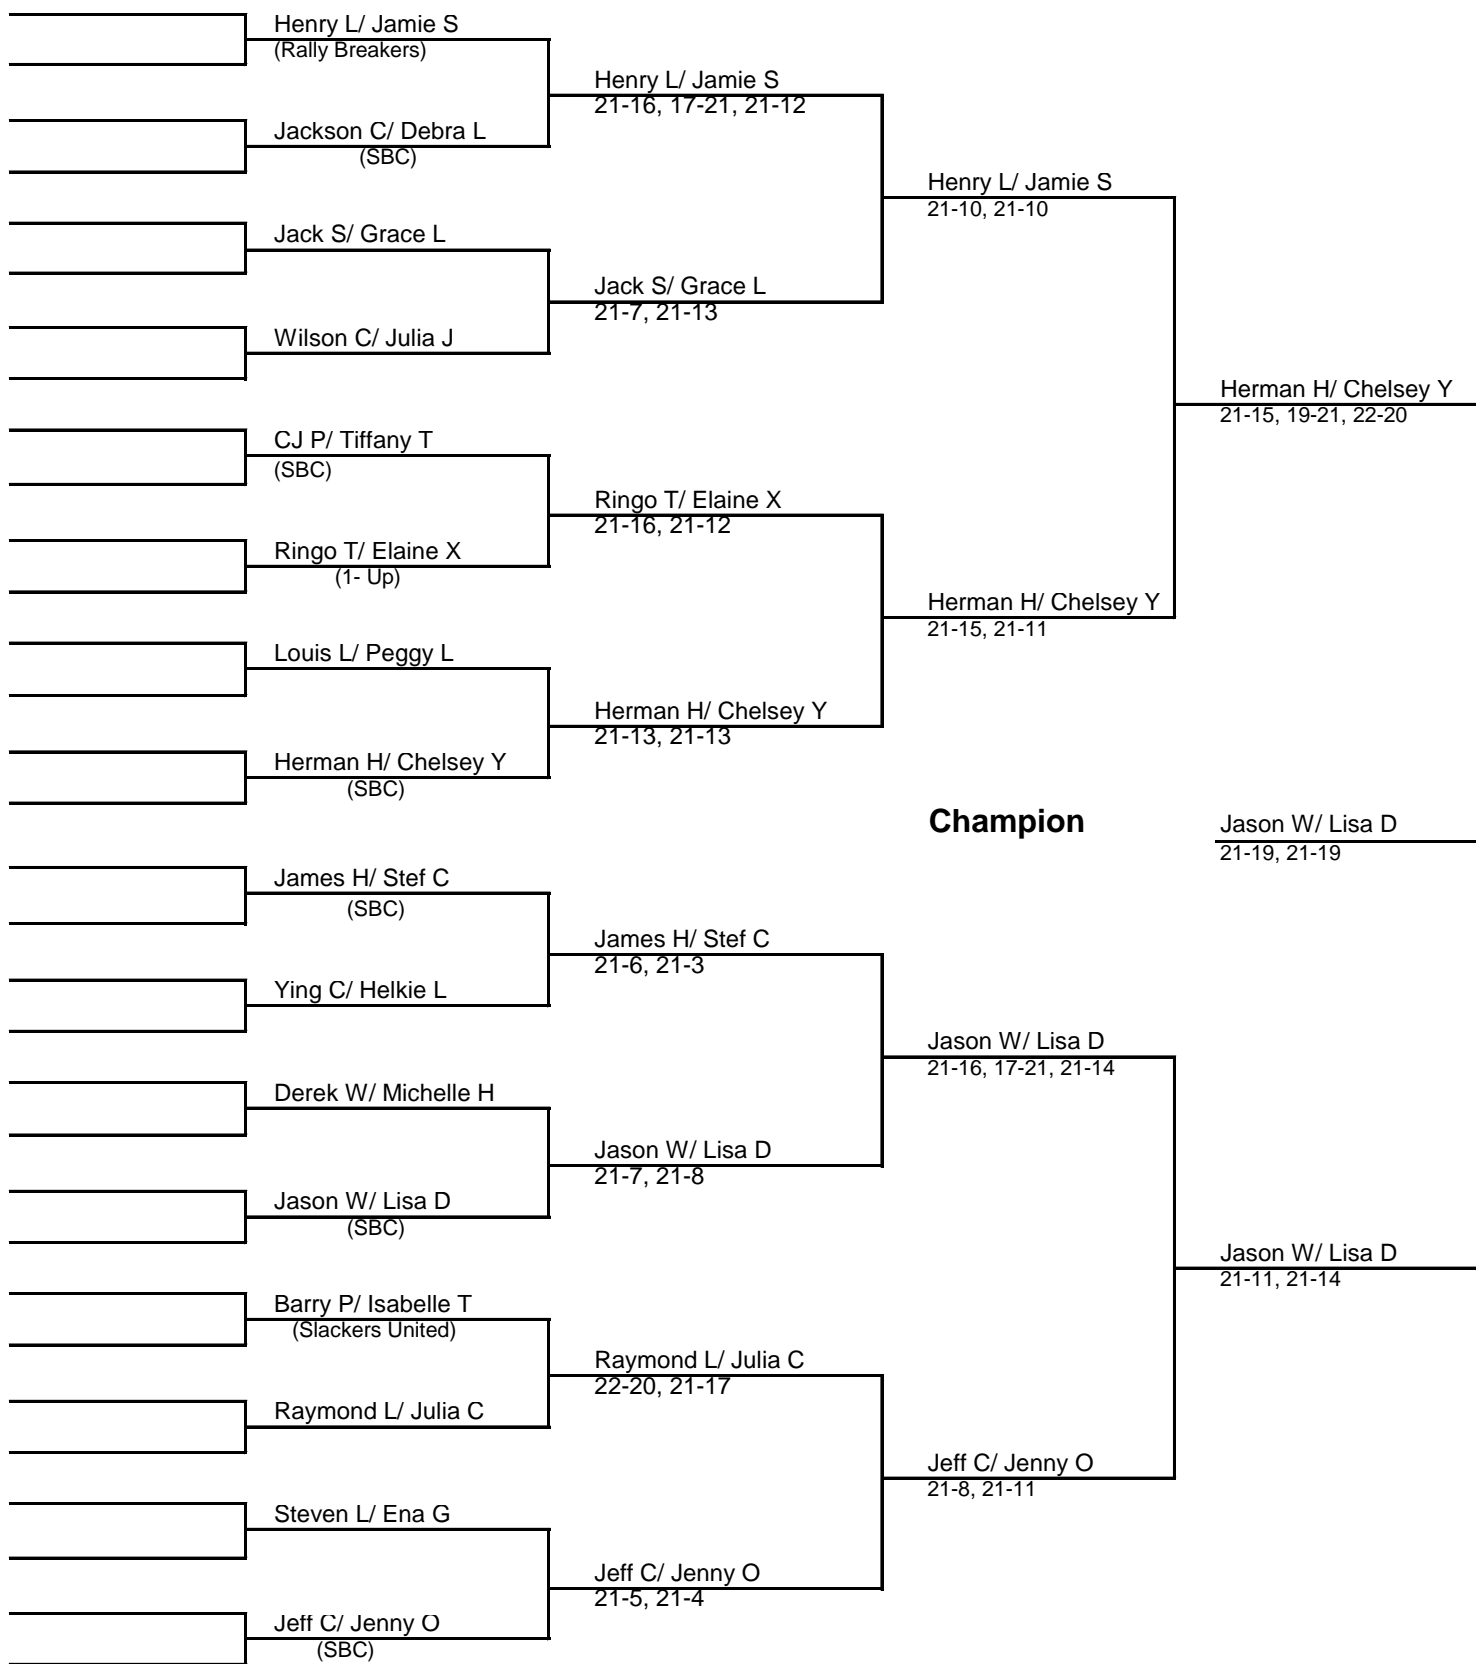 Henry L/ Jamie S
(Rally Breakers)
Henry L/ Jamie S
21-16, 17-21, 21-12
Jackson C/ Debra L
(SBC)
Henry L/ Jamie S
21-10, 21-10
Jack S/ Grace L
Jack S/ Grace L
21-7, 21-13
Wilson C/ Julia J
Herman H/ Chelsey Y
21-15, 19-21, 22-20
CJ P/ Tiffany T
(SBC)
Ringo T/ Elaine X
21-16, 21-12
Ringo T/ Elaine X
(1- Up)
Herman H/ Chelsey Y
21-15, 21-11
Louis L/ Peggy L
Herman H/ Chelsey Y
21-13, 21-13
Herman H/ Chelsey Y
(SBC)
Champion
Jason W/ Lisa D
21-19, 21-19
James H/ Stef C
(SBC)
James H/ Stef C
21-6, 21-3
Ying C/ Helkie L
Jason W/ Lisa D
21-16, 17-21, 21-14
Derek W/ Michelle H
Jason W/ Lisa D
21-7, 21-8
Jason W/ Lisa D
(SBC)
Jason W/ Lisa D
21-11, 21-14
Barry P/ Isabelle T
(Slackers United)
Raymond L/ Julia C
22-20, 21-17
Raymond L/ Julia C
Jeff C/ Jenny O
21-8, 21-11
Steven L/ Ena G
Jeff C/ Jenny O
21-5, 21-4
Jeff C/ Jenny O
(SBC)